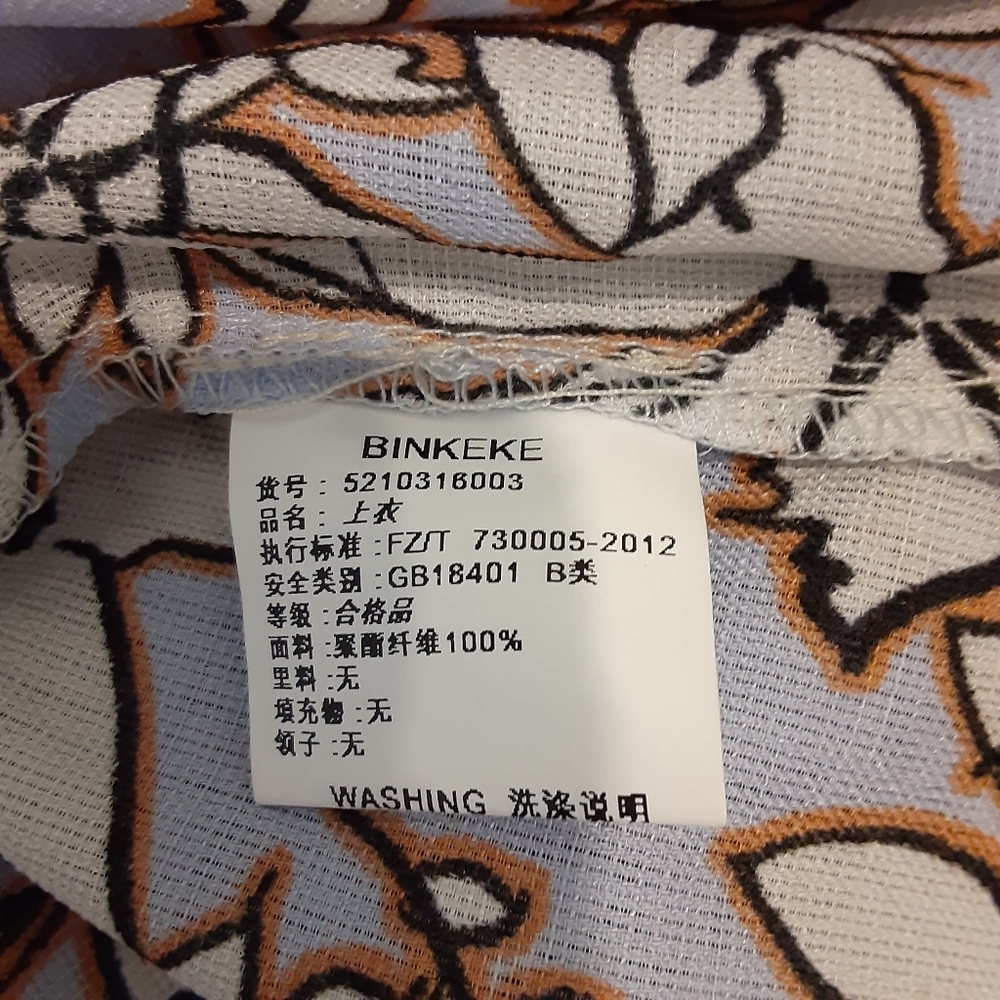 BINKEKE
货号：5210316003
品名：上衣
执行标准：FZ/T 730005-2012
安全类别：GB18401 B类
等级：合格品
面料：聚酯纤维100%
里料：无
填充物：无
领子：无
WASHING 洗涤说明